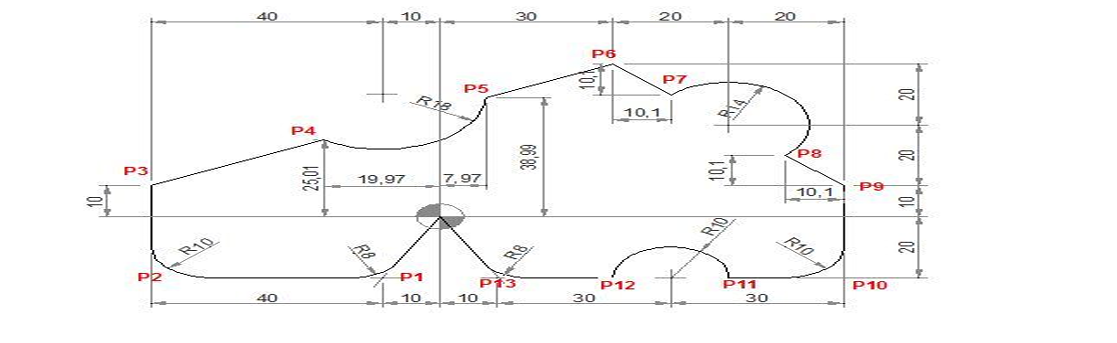 40 10 30 20 20
P6
10,1
P7
P5
R18
R14
10,1
20
P4
38,99
P3
25,01
19,97 7,97
10,1
P8
20
10,1
P9
10
10
R10
R8
R8
R10
R10
20
P2
P1
P13
P12
P11
P10
40 10 10 30 30